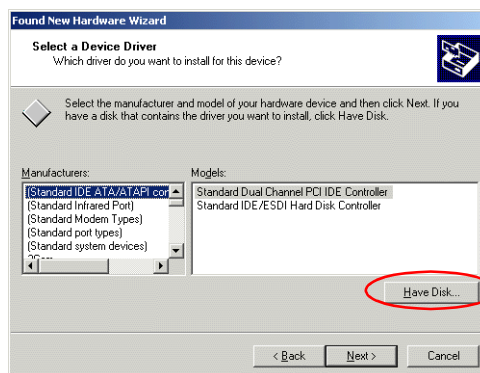 Found New Hardware Wizard
Select a Device Driver
Which driver do you want to install for this device?
Select the manufacturer and model of your hardware device and then click Next. If you
have a disk that contains the driver you want to install, click Have Disk.
Manufacturers:
(Standard IDE ATA/ATAPI cor
(Standard Infrared Port)
(Standard Modem Types)
(Standard port types)
(Standard system devices)
Models:
Standard Dual Channel PCI IDE Controller
Standard IDE/ESDI Hard Disk Controller
Have Disk...
< Back
Next >
Cancel